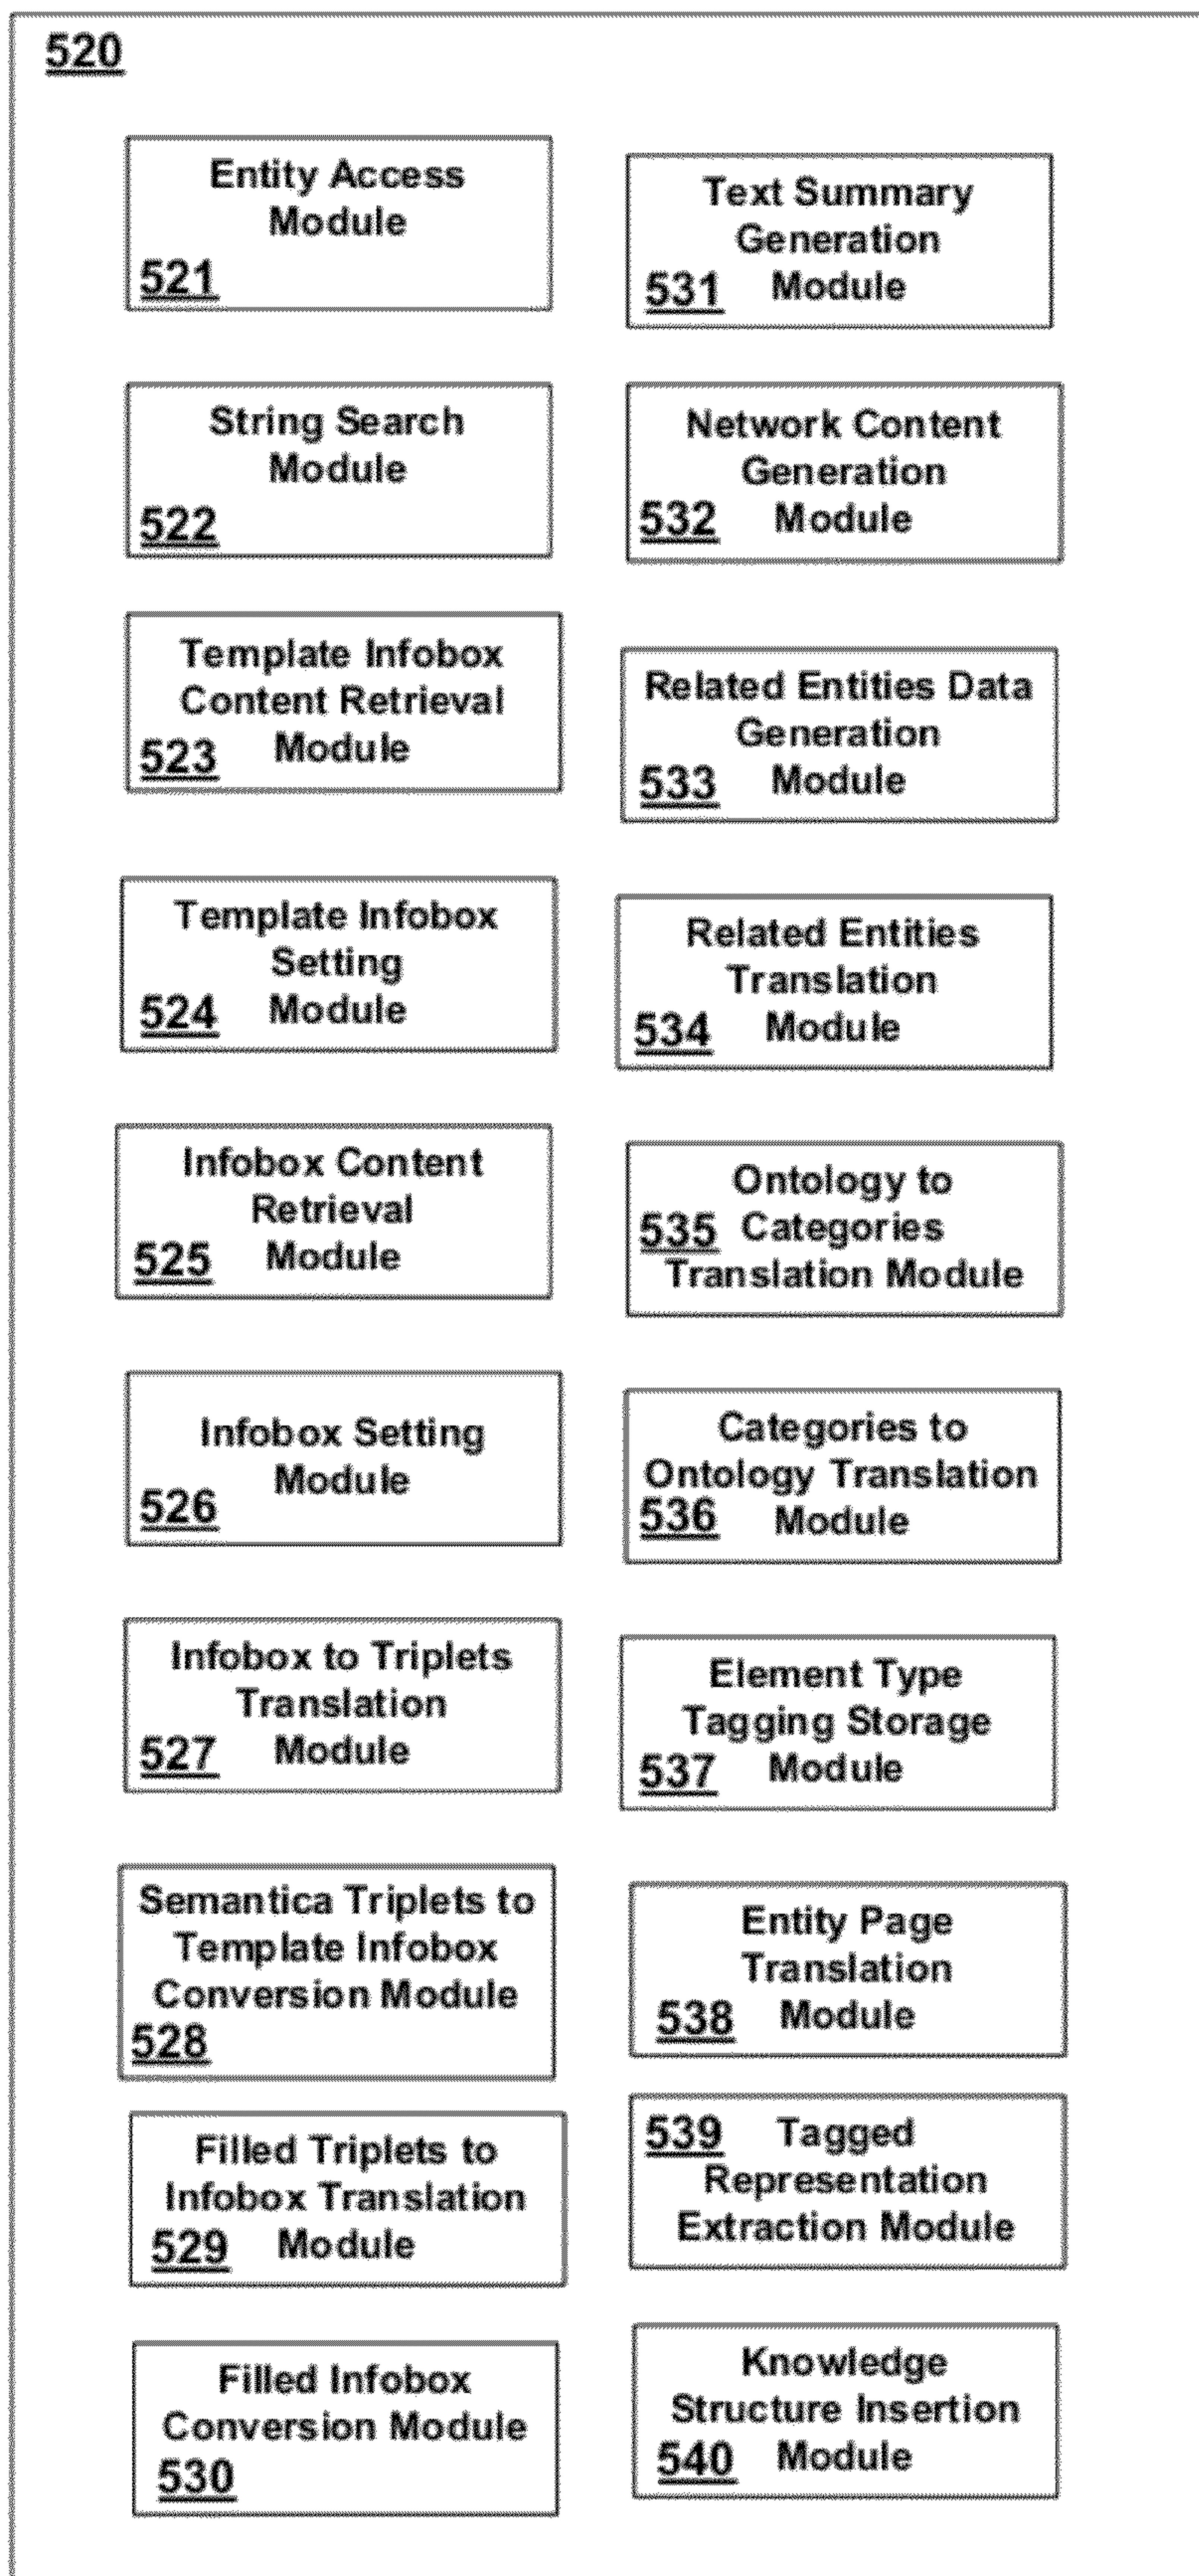 520
Entity Access
Module
521
String Search
Module
522
Template Infobox
Content Retrieval
523 Module
Template Infobox
Setting
524 Module
Infobox Content
Retrieval
525 Module
Infobox Setting
Module
526
Infobox to Triplets
Translation
527 Module
Semantica Triplets to
Template Infobox
Conversion Module
528
Filled Triplets to
Infobox Translation
529 Module
Filled Infobox
Conversion Module
530
Text Summary
Generation
531 Module
Network Content
Generation
532 Module
Related Entities Data
Generation
533 Module
Related Entities
Translation
534 Module
Ontology to
535 Categories
Translation Module
Categories to
Ontology Translation
536 Module
Element Type
Tagging Storage
537 Module
Entity Page
Translation
538 Module
539 Tagged
Representation
Extraction Module
Knowledge
Structure Insertion
540 Module